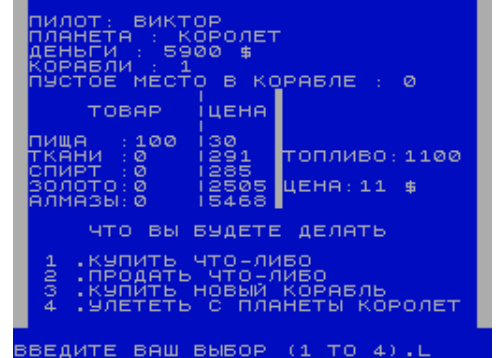 ПИЛОТ: ВИКТОР
ПЛАНЕТА : КОРОЛЕТ
ДЕНЬГИ : 5900 $
КОРАБЛИ : 1
ПУСТОЕ МЕСТО В КОРАБЛЕ : 0
ТОВАР |ЦЕНА
ПИЩА :100 |30
ТКАНИ :0 |291 ТОПЛИВО:1100
СПИРТ :0 |285
ЗОЛОТО:0 |2505 ЦЕНА:11 $
АЛМАЗЫ:0 |5468
ЧТО ВЫ БУДЕТЕ ДЕЛАТЬ
1 .КУПИТЬ ЧТО-ЛИБО
2 .ПРОДАТЬ ЧТО-ЛИБО
3 .КУПИТЬ НОВЫЙ КОРАБЛЬ
4 .УЛЕТЕТЬ С ПЛАНЕТЫ КОРОЛЕТ
ВВЕДИТЕ ВАШ ВЫБОР (1 TO 4).L